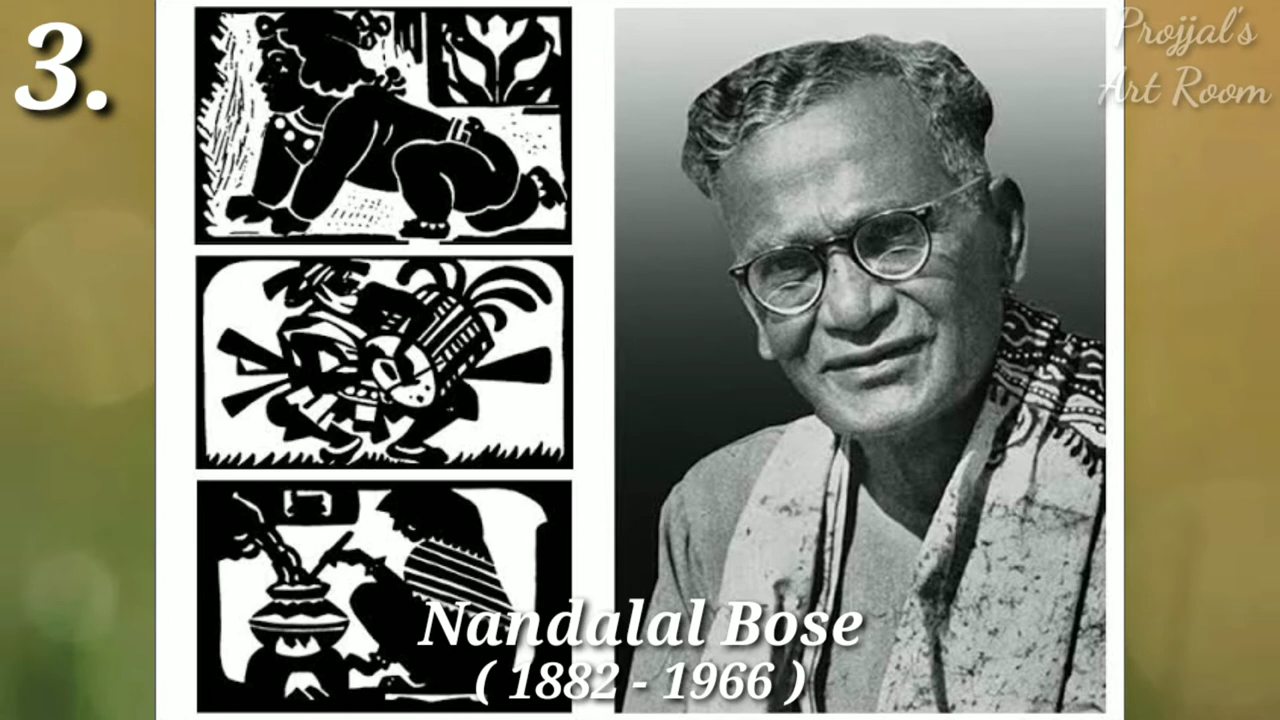 3.
Projjal's
Art Room
Nandalal Bose
( 1882 - 1966 )